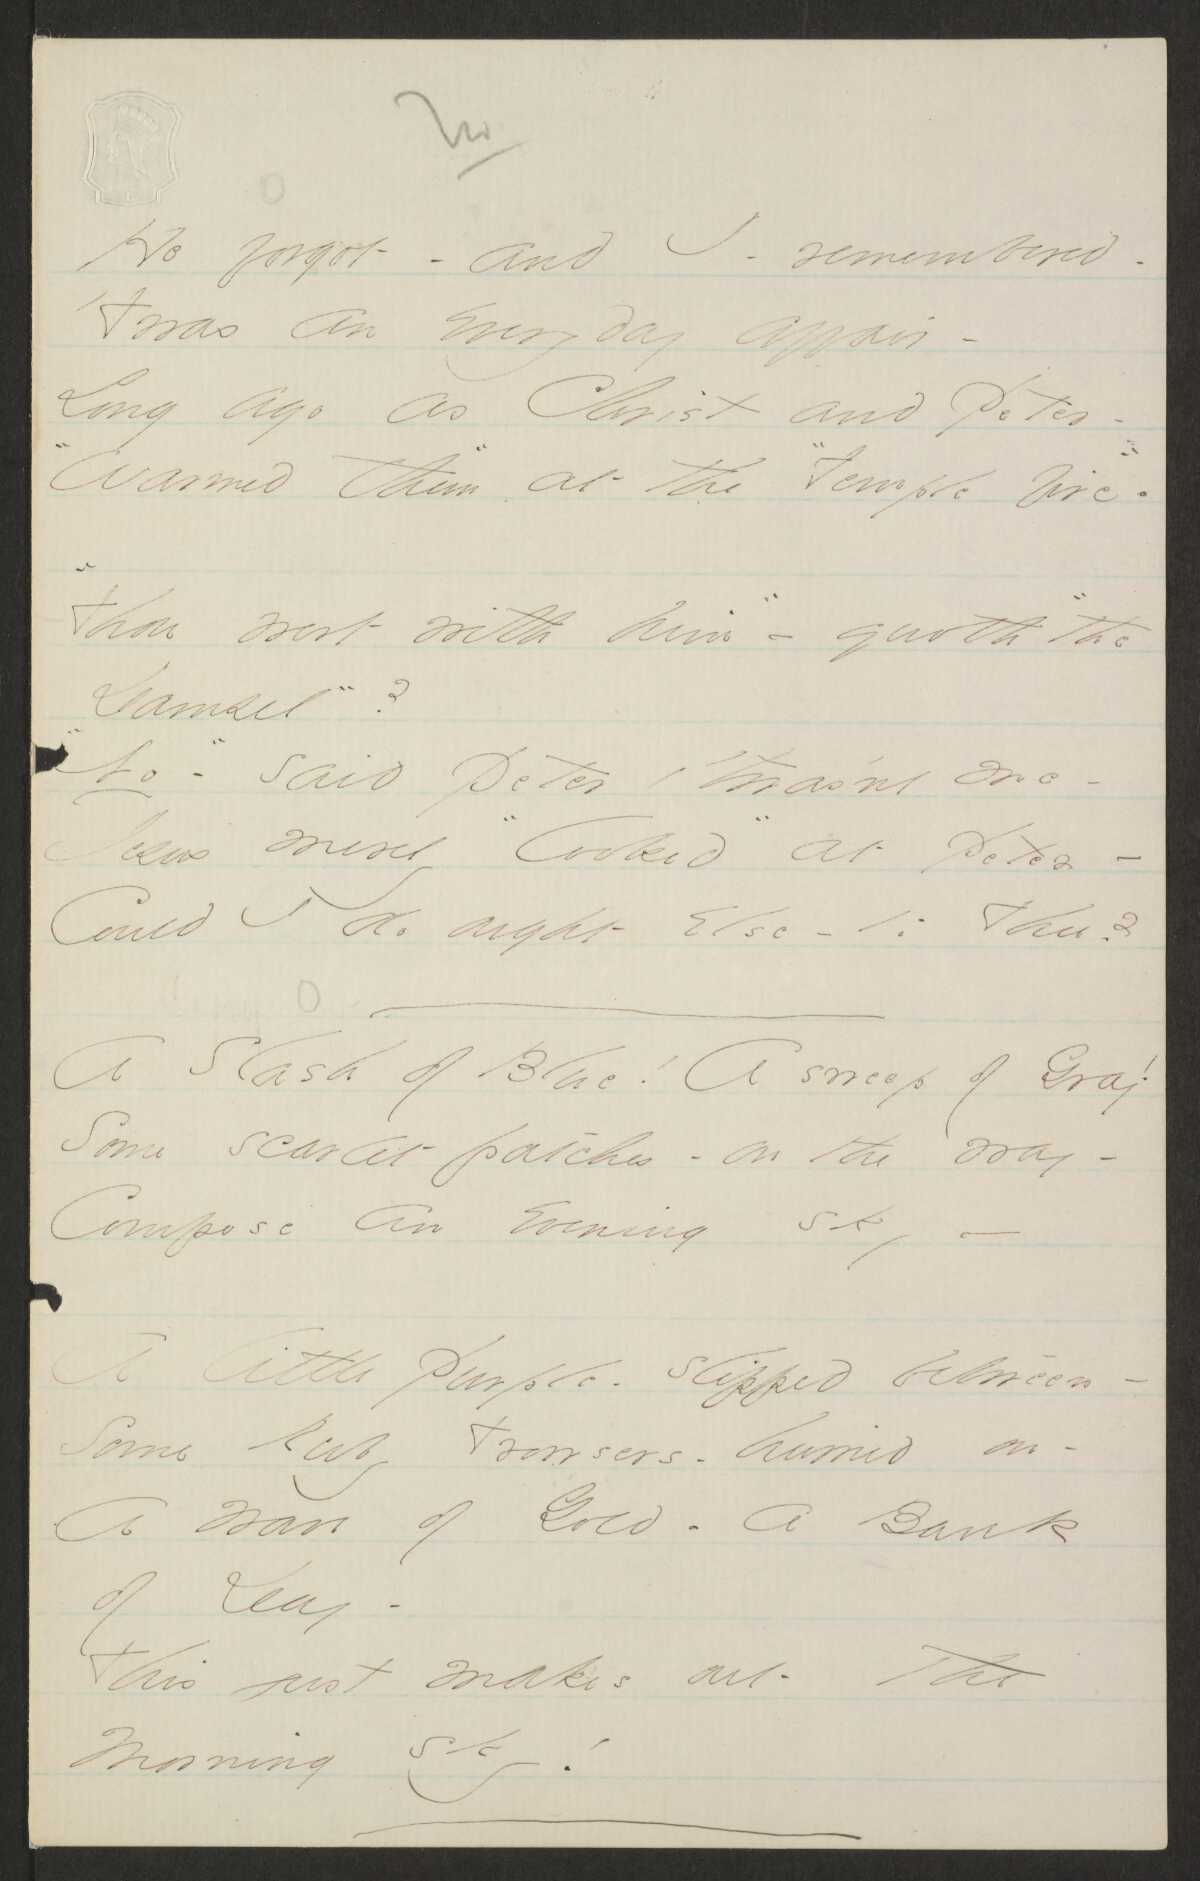 No
He forgot - and I - remembered -
'Twas an Everyday affair -
Long ago as Christ and Peter -
"Warmed them" at the "Temple fire".
"Thou wert with him" - quoth "the
Damsel"?
"No" - said Peter, 'twas'nt me -
Jesus merely "looked" at Peter -
Could I do aught Else - to Thee?
A Slash of Blue! A sweep of Gray!
Some scarlet patches - on the way -
Compose an Evening sky -
A little Purple - slipped between -
Some Ruby Trowsers - hurried on -
A Wave of Gold - A Bank
of Day -
This just makes out the
Morning sky!